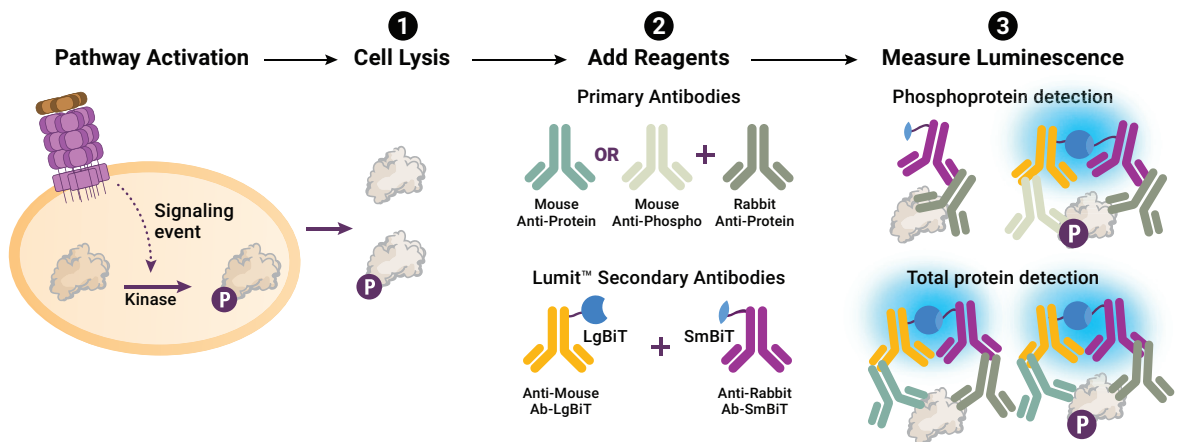 1
2
3
Pathway Activation
Cell Lysis
Add Reagents
Measure Luminescence
Signaling
event
Kinase
P
P
Primary Antibodies
OR
+
Mouse
Anti-Protein
Mouse
Anti-Phospho
Rabbit
Anti-Protein
Lumit™ Secondary Antibodies
LgBiT
+
SmBiT
Anti-Mouse
Ab-LgBiT
Anti-Rabbit
Ab-SmBiT
Phosphoprotein detection
P
Total protein detection
P